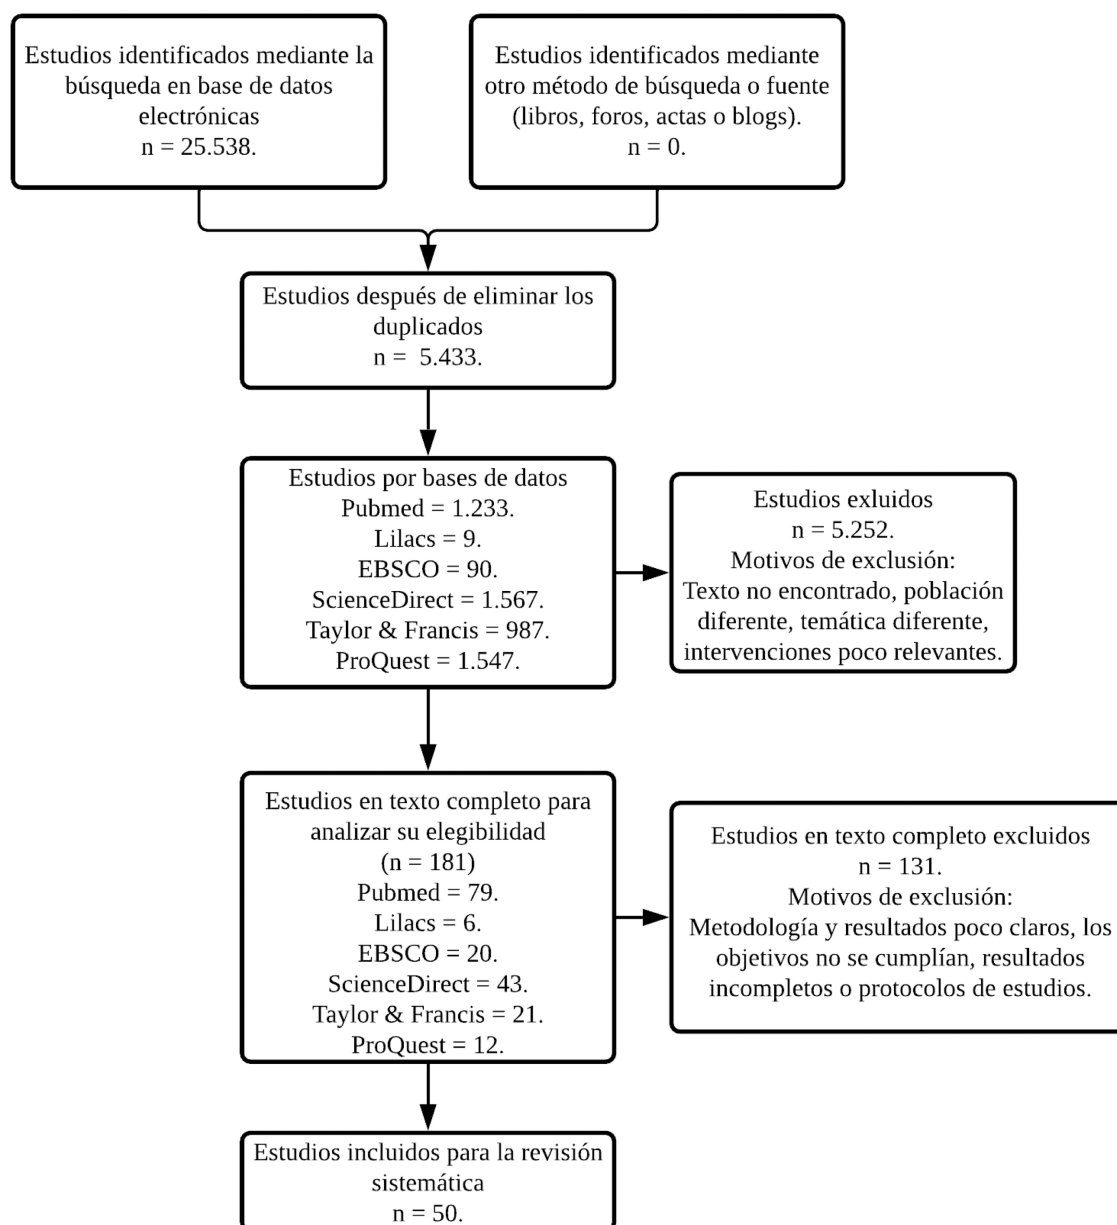 Estudios identificados mediante la
búsqueda en base de datos
electrónicas
n = 25.538.
Estudios identificados mediante
otro método de búsqueda o fuente
(libros, foros, actas o blogs).
n = 0.
Estudios después de eliminar los
duplicados
n =  5.433.
Estudios por bases de datos
Pubmed = 1.233.
Lilacs = 9.
EBSCO = 90.
ScienceDirect = 1.567.
Taylor & Francis = 987.
ProQuest = 1.547.
Estudios exluidos
n = 5.252.
Motivos de exclusión:
Texto no encontrado, población
diferente, temática diferente,
intervenciones poco relevantes.
Estudios en texto completo para
analizar su elegibilidad
(n = 181)
Pubmed = 79.
Lilacs = 6.
EBSCO = 20.
ScienceDirect = 43.
Taylor & Francis = 21.
ProQuest = 12.
Estudios en texto completo excluidos
n = 131.
Motivos de exclusión:
Metodología y resultados poco claros, los
objetivos no se cumplían, resultados
incompletos o protocolos de estudios.
Estudios incluidos para la revisión
sistemática
n = 50.